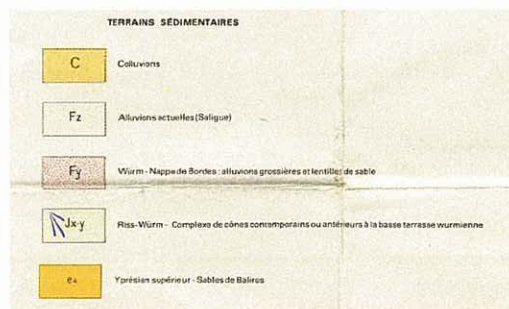 TERRAINS SÉDIMENTAIRES
C Colluvions
Fz Alluvions actuelles (Saligue)
Fy Würm - Nappe de Bordes : alluvions grossières et lentilles de sable
Jx-y Riss-Würm - Complexe de cônes contemporains ou antérieurs à la basse terrasse wurmienne
e4 Yprésien supérieur - Sables de Baliros